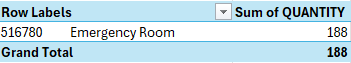 Row Labels Sum of QUANTITY
516780 Emergency Room 188
Grand Total 188